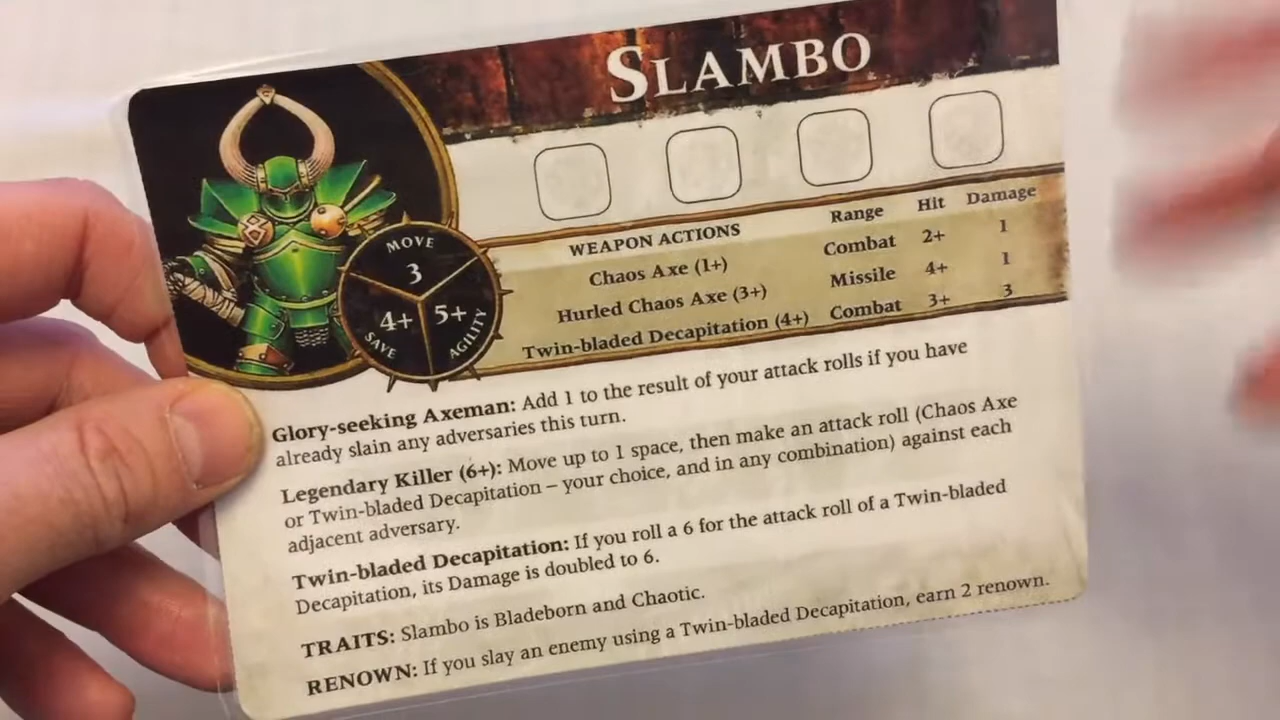 SLAMBO
MOVE
3
4+
SAVE
5+
AGILITY
WEAPON ACTIONS Range Hit Damage
Chaos Axe (1+) Combat 2+ 1
Hurled Chaos Axe (3+) Missile 4+ 1
Twin-bladed Decapitation (4+) Combat 3+ 3
Glory-seeking Axeman: Add 1 to the result of your attack rolls if you have
already slain any adversaries this turn.
Legendary Killer (6+): Move up to 1 space, then make an attack roll (Chaos Axe
or Twin-bladed Decapitation – your choice, and in any combination) against each
adjacent adversary.
Twin-bladed Decapitation: If you roll a 6 for the attack roll of a Twin-bladed
Decapitation, its Damage is doubled to 6.
TRAITS: Slambo is Bladeborn and Chaotic.
RENOWN: If you slay an enemy using a Twin-bladed Decapitation, earn 2 renown.